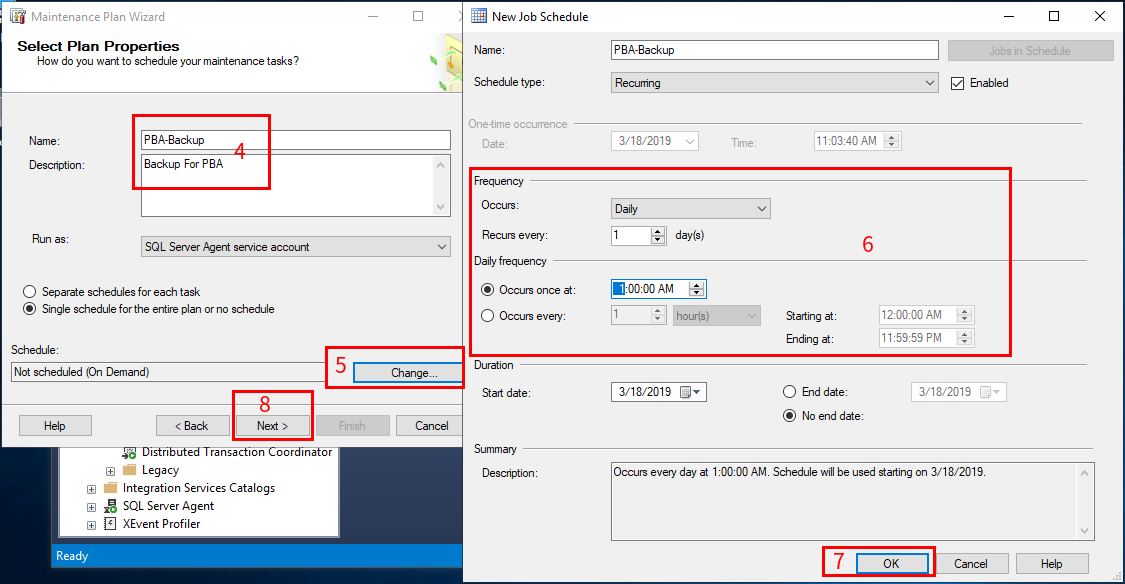 Maintenance Plan Wizard
Select Plan Properties
How do you want to schedule your maintenance tasks?
Name:
PBA-Backup
4
Description:
Backup For PBA
Run as:
SQL Server Agent service account
Separate schedules for each task
Single schedule for the entire plan or no schedule
Schedule:
Not scheduled (On Demand)
5
Change...
8
Help
< Back
Next >
Finish
Cancel
Distributed Transaction Coordinator
Legacy
Integration Services Catalogs
SQL Server Agent
XEvent Profiler
Ready
New Job Schedule
Name:
PBA-Backup
Jobs in Schedule
Schedule type:
Recurring
Enabled
One-time occurrence
Date:
3/18/2019
Time:
11:03:40 AM
Frequency
Occurs:
Daily
Recurs every:
1
day(s)
6
Daily frequency
Occurs once at:
1:00:00 AM
Occurs every:
1
hour(s)
Starting at:
12:00:00 AM
Ending at:
11:59:59 PM
Duration
Start date:
3/18/2019
End date:
3/18/2019
No end date:
Summary
Description:
Occurs every day at 1:00:00 AM. Schedule will be used starting on 3/18/2019.
7
OK
Cancel
Help